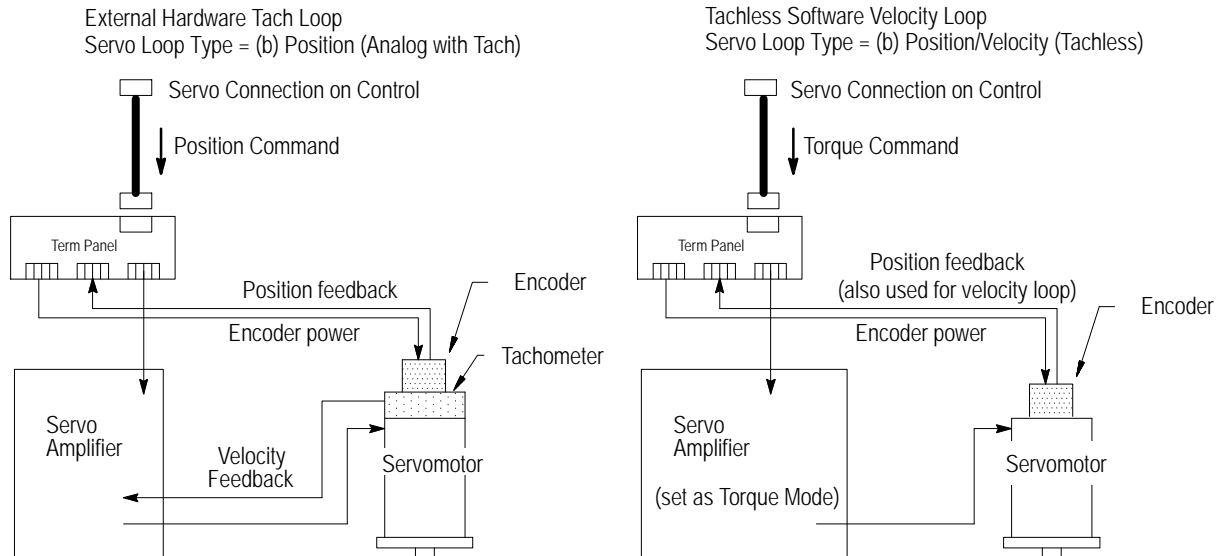 External Hardware Tach Loop
Servo Loop Type = (b) Position (Analog with Tach)
Servo Connection on Control
Position Command
Term Panel
Position feedback
Encoder power
Encoder
Tachometer
Servo
Amplifier
Velocity
Feedback
Servomotor
Tachless Software Velocity Loop
Servo Loop Type = (b) Position/Velocity (Tachless)
Servo Connection on Control
Torque Command
Term Panel
Position feedback
(also used for velocity loop)
Encoder power
Encoder
Servo
Amplifier
(set as Torque Mode)
Servomotor